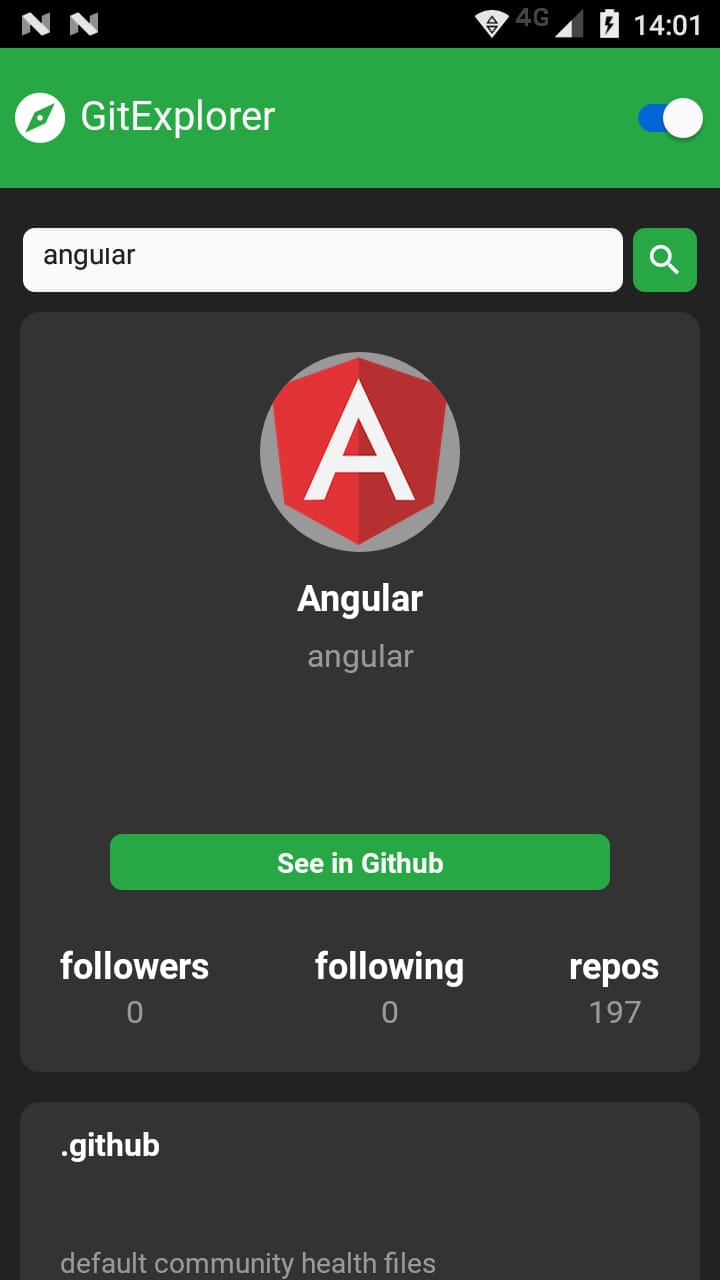 4G 14:01
GitExplorer
angular
A
Angular
angular
See in Github
followers following repos
0 0 197
.github
default community health files